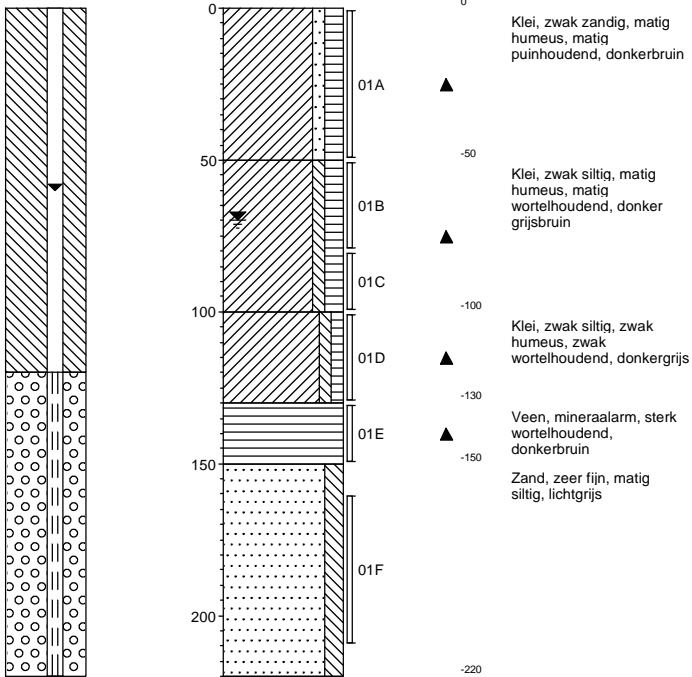 0
0
Klei, zwak zandig, matig
humeus, matig
puinhoudend, donkerbruin
01A
50
-50
Klei, zwak siltig, matig
humeus, matig
wortelhoudend, donker
grijsbruin
01B
01C
100
-100
Klei, zwak siltig, zwak
humeus, zwak
wortelhoudend, donkergrijs
01D
-130
Veen, mineraalarm, sterk
wortelhoudend,
donkerbruin
01E
150
-150
Zand, zeer fijn, matig
siltig, lichtgrijs
01F
200
-220